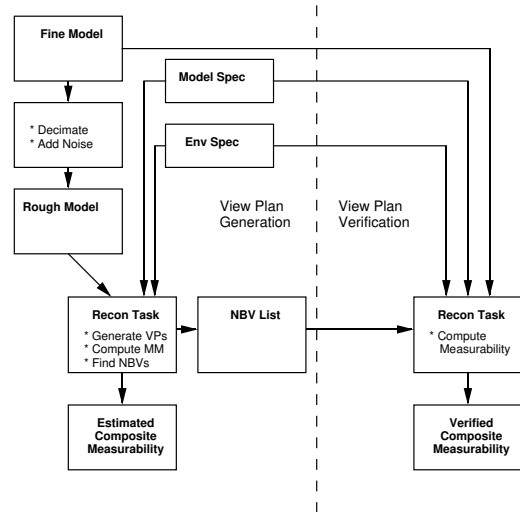 Fine Model
Model Spec
* Decimate
* Add Noise
Env Spec
Rough Model
View Plan
Generation
View Plan
Verification
Recon Task
* Generate VPs
* Compute MM
* Find NBVs
NBV List
Recon Task
* Compute
Measurability
Estimated
Composite
Measurability
Verified
Composite
Measurability